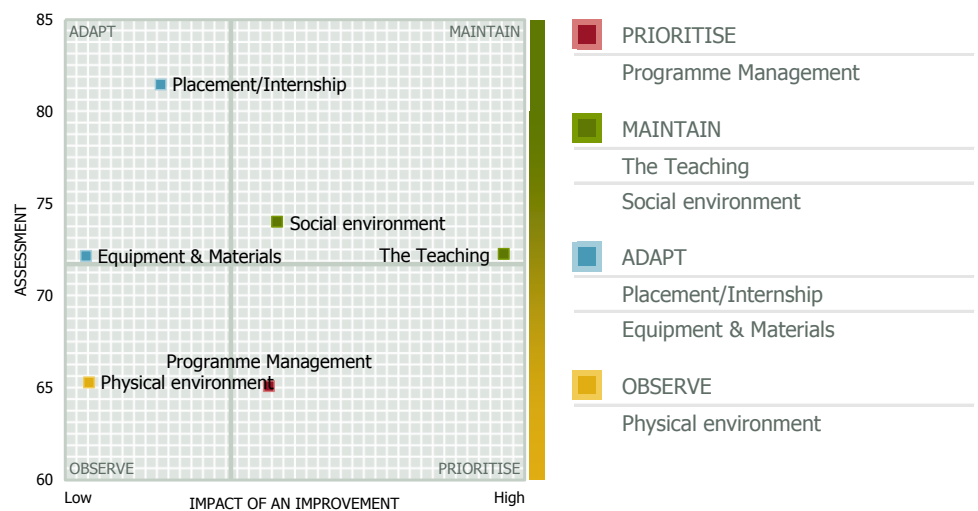 85
ADAPT
MAINTAIN
Placement/Internship
80
75
Social environment
The Teaching
Equipment & Materials
ASSESSMENT
70
Programme Management
65
Physical environment
OBSERVE
PRIORITISE
60
Low
IMPACT OF AN IMPROVEMENT
High
PRIORITISE
Programme Management
MAINTAIN
The Teaching
Social environment
ADAPT
Placement/Internship
Equipment & Materials
OBSERVE
Physical environment